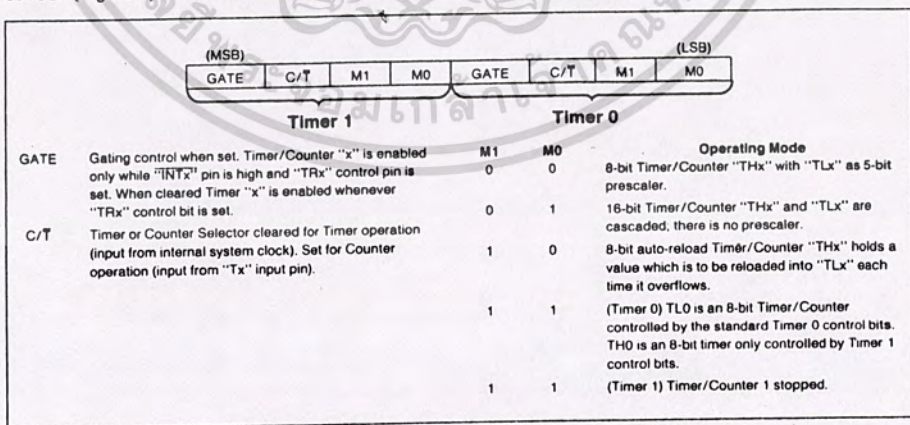 (MSB) (LSB)
GATE C/T̅ M1 M0 GATE C/T̅ M1 M0
Timer 1 Timer 0
GATE Gating control when set. Timer/Counter "x" is enabled
only while "I̅N̅T̅x̅" pin is high and "TRx" control pin is
set. When cleared Timer "x" is enabled whenever
"TRx" control bit is set.
C/T̅ Timer or Counter Selector cleared for Timer operation
(input from internal system clock). Set for Counter
operation (input from "Tx" input pin).
M1 M0 Operating Mode
0 0 8-bit Timer/Counter "THx" with "TLx" as 5-bit
prescaler.
0 1 16-bit Timer/Counter "THx" and "TLx" are
cascaded; there is no prescaler.
1 0 8-bit auto-reload Timer/Counter "THx" holds a
value which is to be reloaded into "TLx" each
time it overflows.
1 1 (Timer 0) TL0 is an 8-bit Timer/Counter
controlled by the standard Timer 0 control bits.
TH0 is an 8-bit timer only controlled by Timer 1
control bits.
1 1 (Timer 1) Timer/Counter 1 stopped.